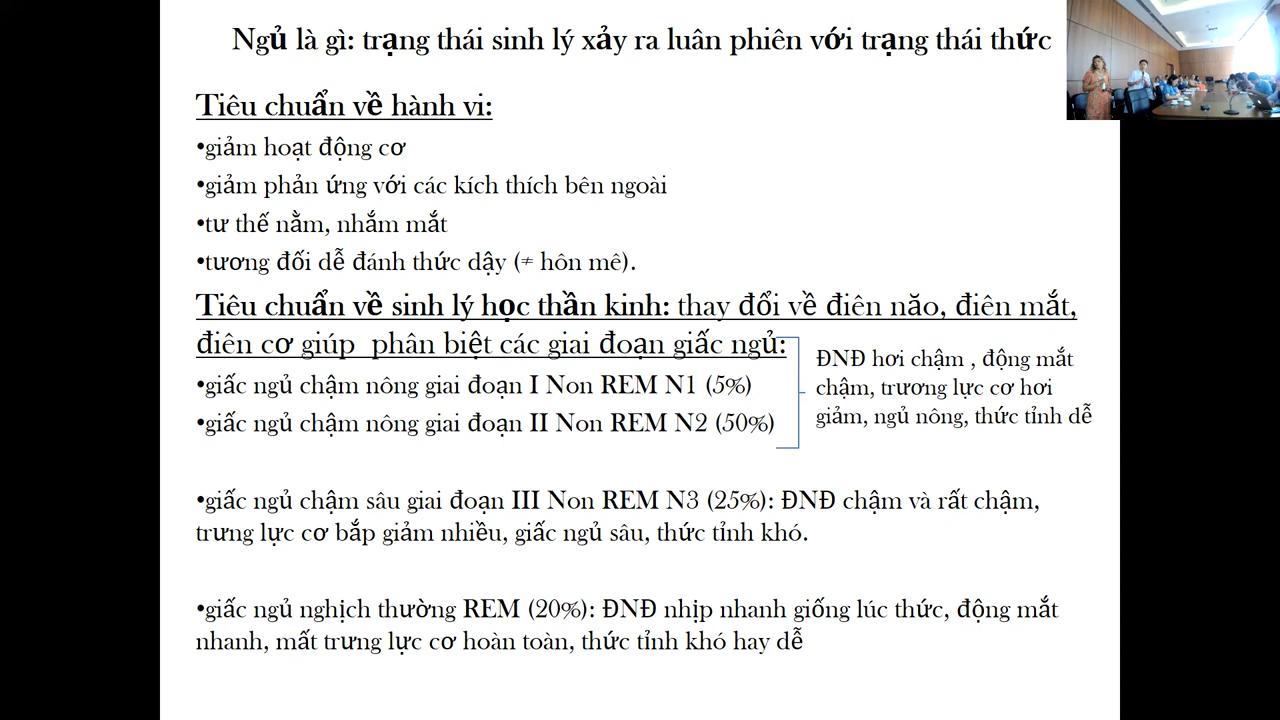 Ngủ là gì: trạng thái sinh lý xảy ra luân phiên với trạng thái thức
Tiêu chuẩn về hành vi:
•giảm hoạt động cơ
•giảm phản ứng với các kích thích bên ngoài
•tư thế nằm, nhắm mắt
•tương đối dễ đánh thức dậy (≠ hôn mê).
Tiêu chuẩn về sinh lý học thần kinh: thay đổi về điên não, điên mắt,
điên cơ giúp phân biệt các giai đoạn giấc ngủ:
•giấc ngủ chậm nông giai đoạn I Non REM N1 (5%)
•giấc ngủ chậm nông giai đoạn II Non REM N2 (50%)
ĐNĐ hơi chậm , động mắt
chậm, trương lực cơ hơi
giảm, ngủ nông, thức tỉnh dễ
•giấc ngủ chậm sâu giai đoạn III Non REM N3 (25%): ĐNĐ chậm và rất chậm,
trưng lực cơ bắp giảm nhiều, giấc ngủ sâu, thức tỉnh khó.
•giấc ngủ nghịch thường REM (20%): ĐNĐ nhịp nhanh giống lúc thức, động mắt
nhanh, mất trưng lực cơ hoàn toàn, thức tỉnh khó hay dễ